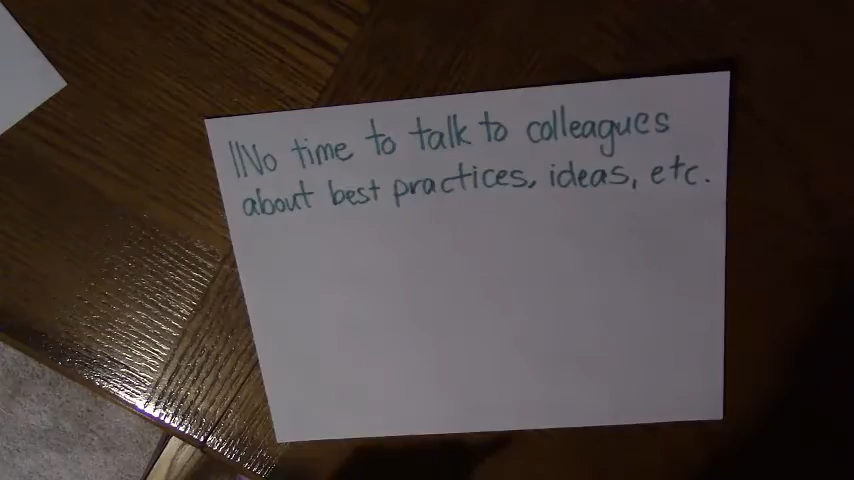 No time to talk to colleagues
about best practices, ideas, etc.